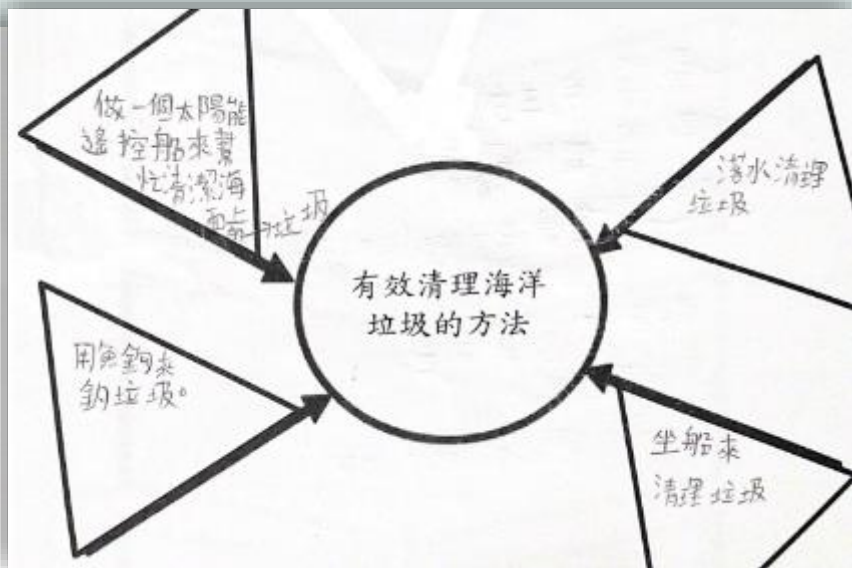 做一個太陽能
遙控船來幫
忙清潔海
面的垃圾
落水清理
垃圾
有效清理海洋
垃圾的方法
用魚鈎來
釣垃圾。
坐船來
清理垃圾